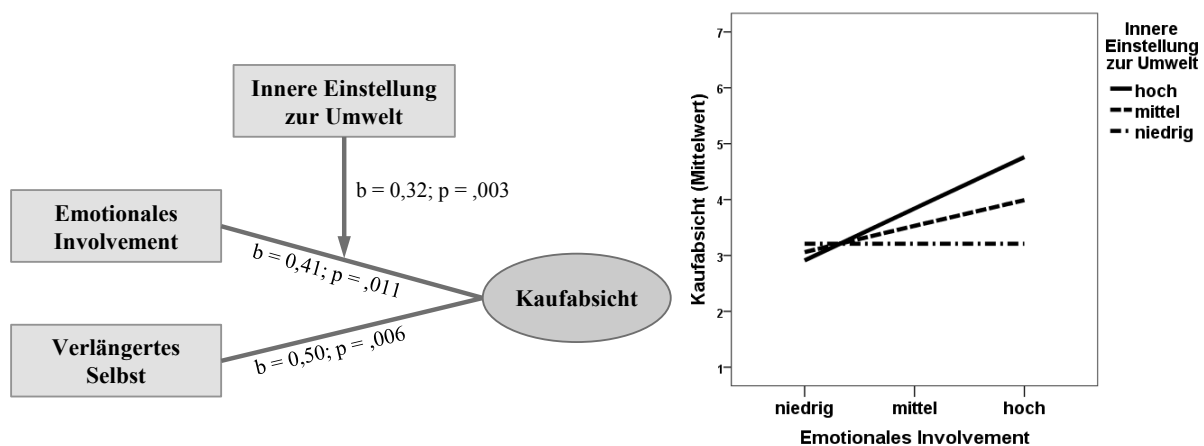 Innere Einstellung
zur Umwelt
b = 0,32; p = ,003
Emotionales
Involvement
b = 0,41; p = ,011
Kaufabsicht
Verlängertes
Selbst
b = 0,50; p = ,006
Kaufabsicht (Mittelwert)
7
6
5
4
3
2
1
niedrig mittel hoch
Emotionales Involvement
Innere
Einstellung
zur Umwelt
hoch
mittel
niedrig